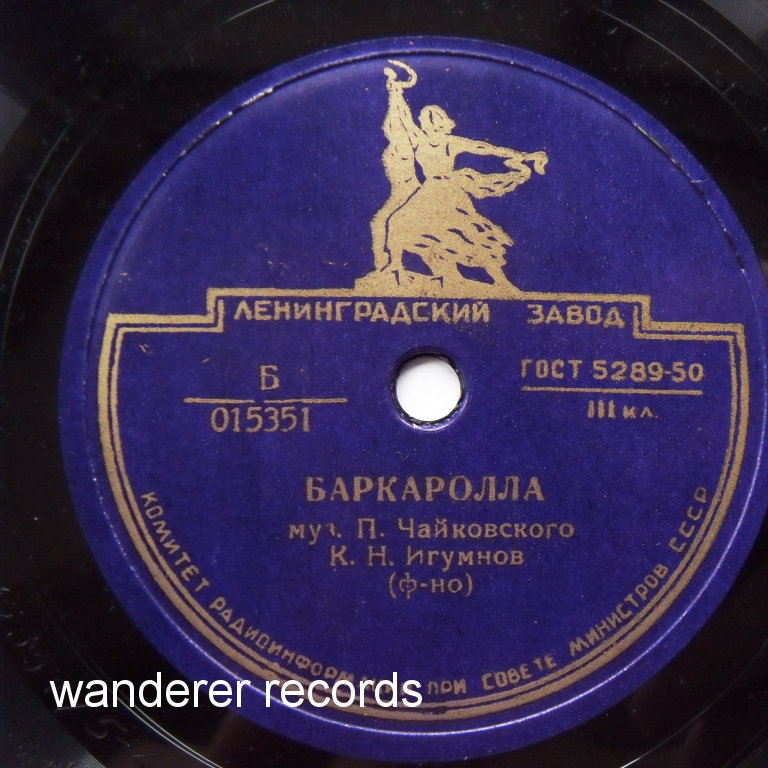 ЛЕНИНГРАДСКИЙ ЗАВОД
Б
015351
ГОСТ 5289-50
III кл.
БАРКАРОЛЛА
муз. П. Чайковского
К. Н. Игумнов
(ф-но)
КОМИТЕТ РАДИОИНФОРМАЦИИ ПРИ СОВЕТЕ МИНИСТРОВ СССР
wanderer records